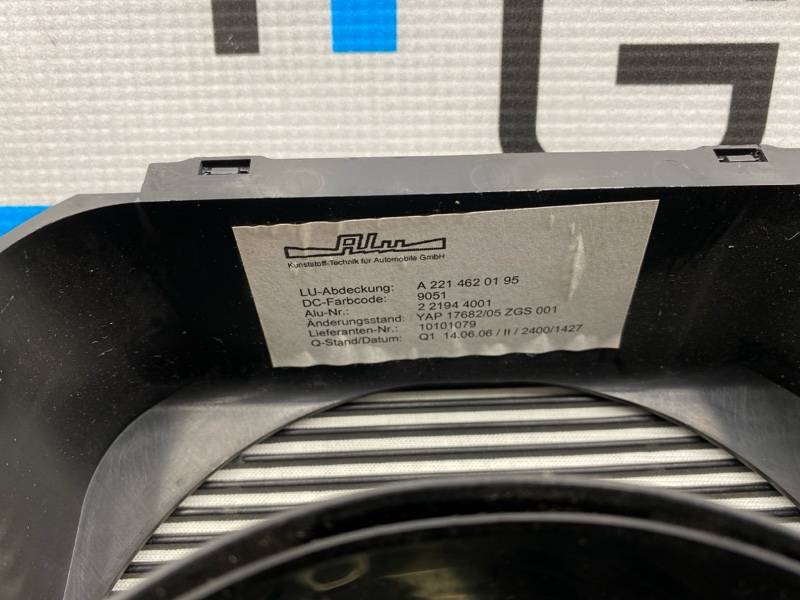 Alu
Kunststoff-Technik für Automobile GmbH
LU-Abdeckung: A 221 462 01 95
DC-Farbcode: 9051
Alu-Nr.: 2 2194 4001
Änderungsstand: YAP 17682/05 ZGS 001
Lieferanten-Nr.: 10101079
Q-Stand/Datum: Q1 14.06.06 / II / 2400/1427